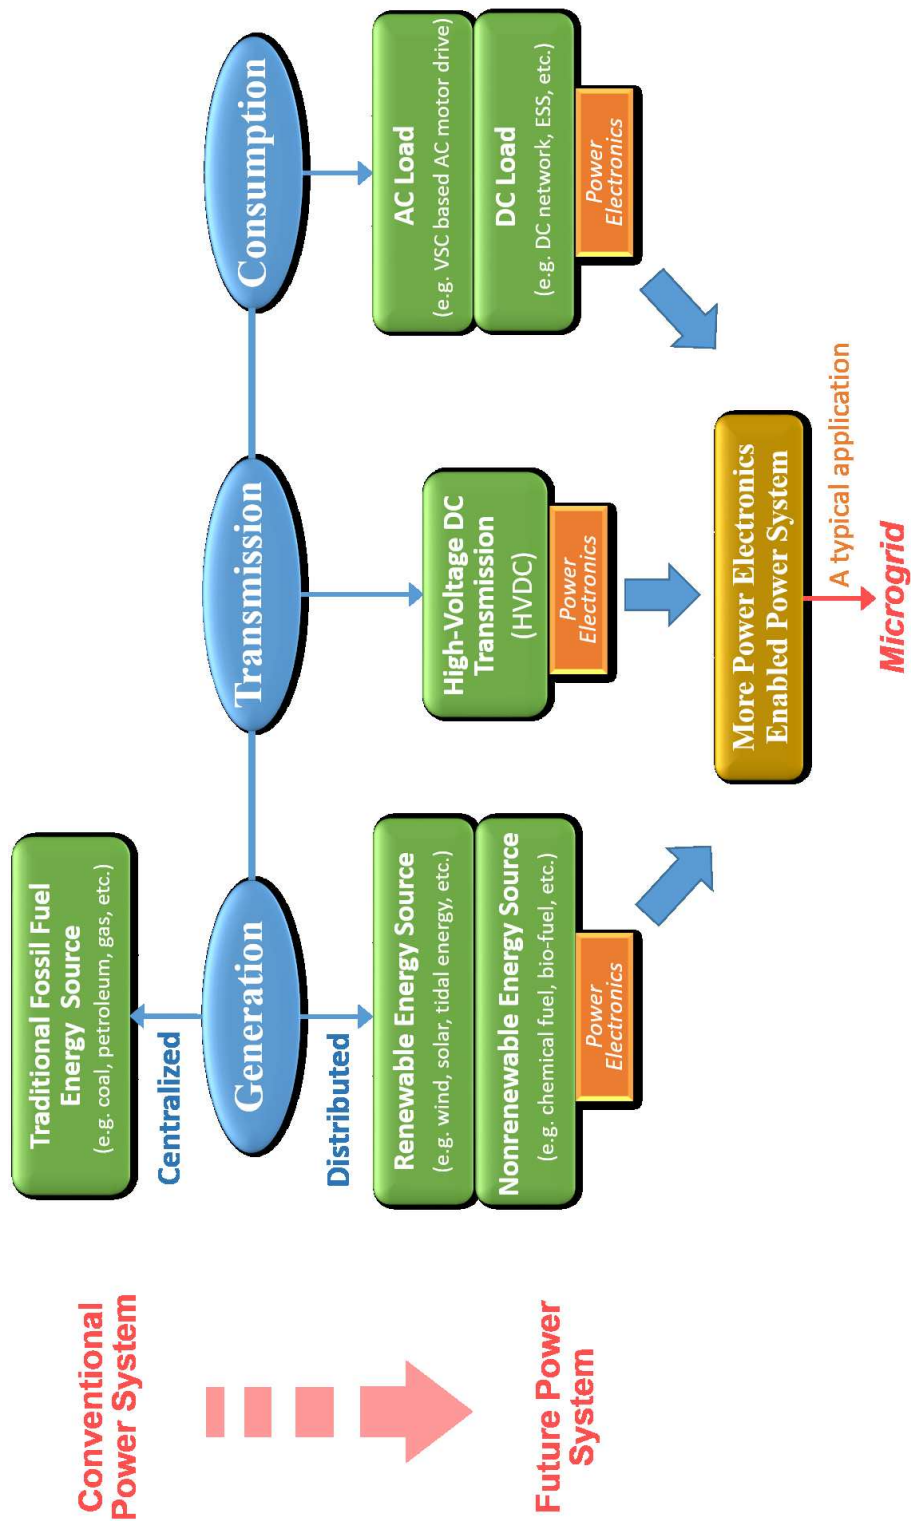 Conventional
Power System
Future Power
System
Traditional Fossil Fuel
Energy Source
(e.g. coal, petroleum, gas, etc.)
Centralized
Generation
Transmission
Consumption
Distributed
Renewable Energy Source
(e.g. wind, solar, tidal energy, etc.)
Nonrenewable Energy Source
(e.g. chemical fuel, bio-fuel, etc.)
Power
Electronics
High-Voltage DC
Transmission
(HVDC)
Power
Electronics
AC Load
(e.g. VSC based AC motor drive)
DC Load
(e.g. DC network, ESS, etc.)
Power
Electronics
More Power Electronics
Enabled Power System
A typical application
Microgrid